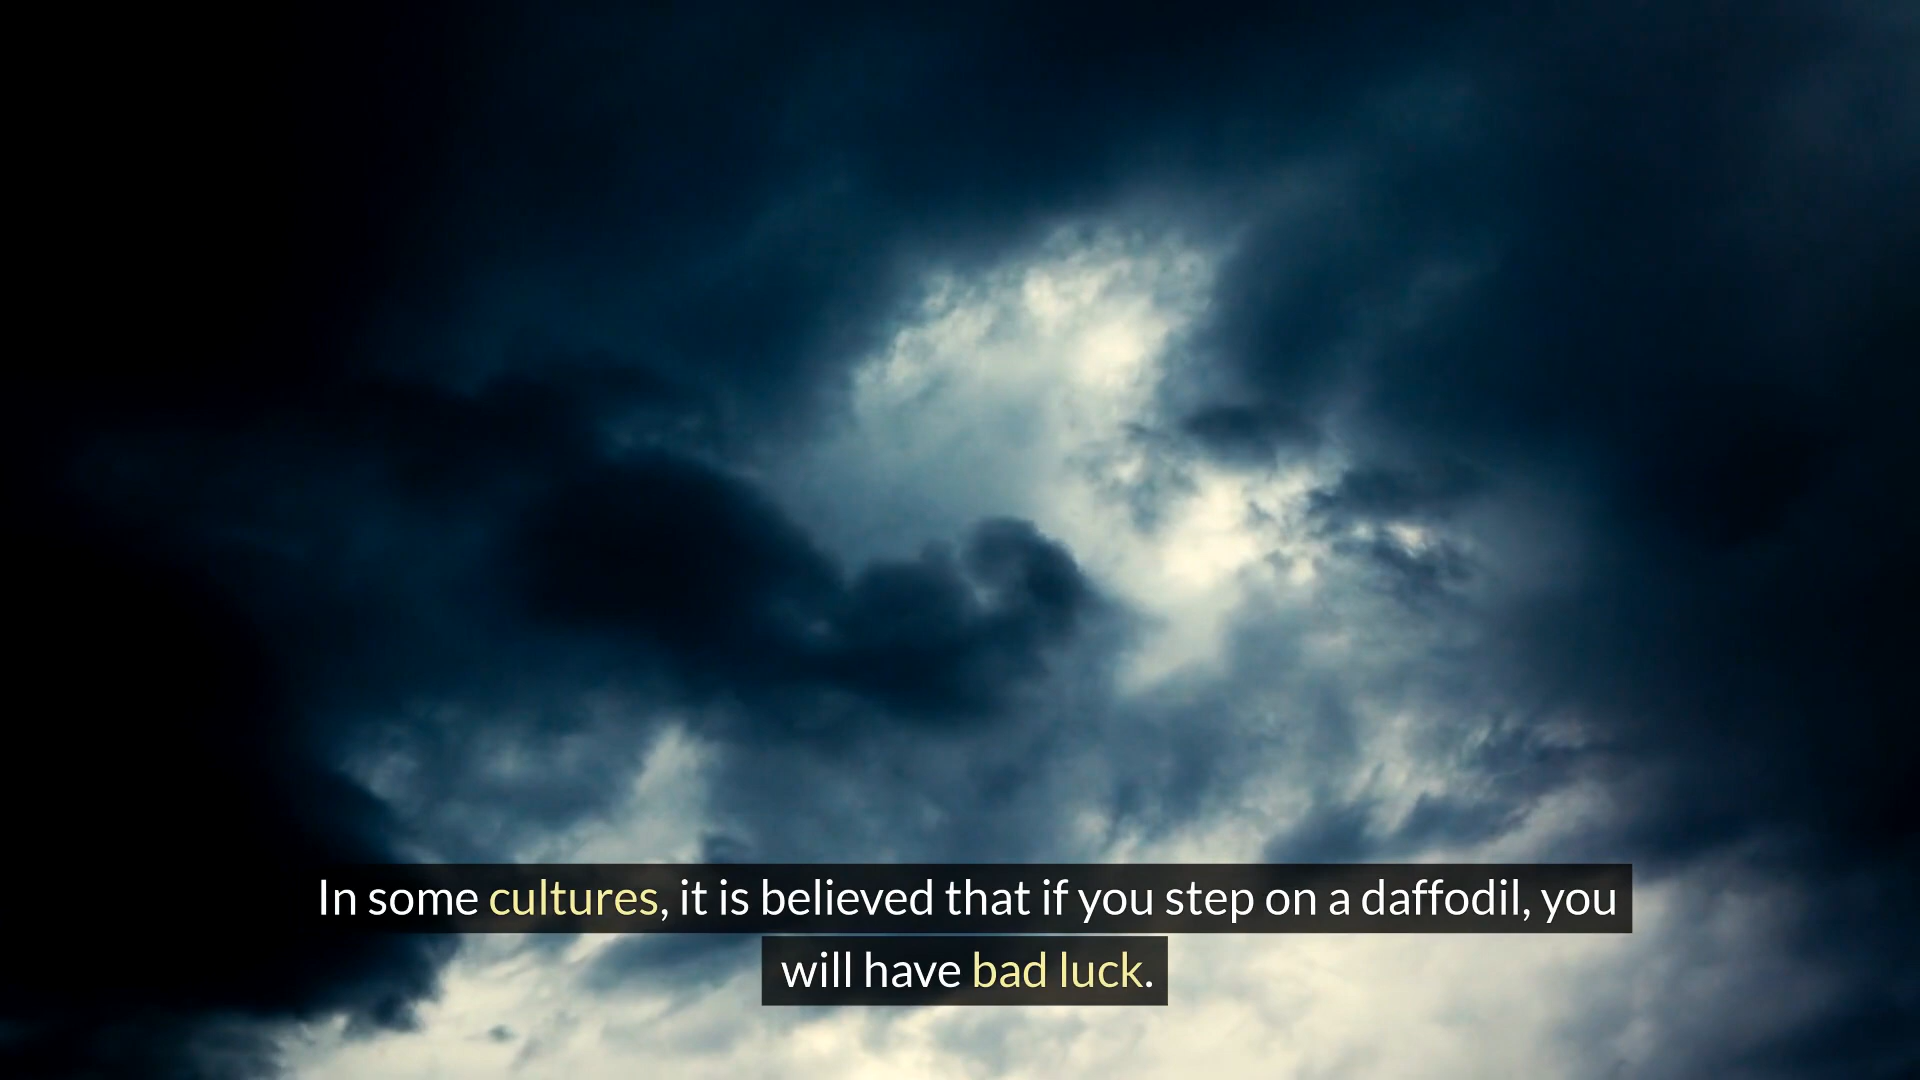 In some cultures, it is believed that if you step on a daffodil, you
will have bad luck.